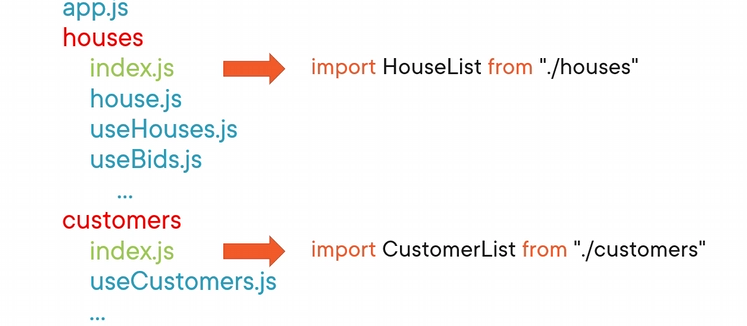 app.js
houses
index.js import HouseList from "./houses"
house.js
useHouses.js
useBids.js
...
customers
index.js import CustomerList from "./customers"
useCustomers.js
...